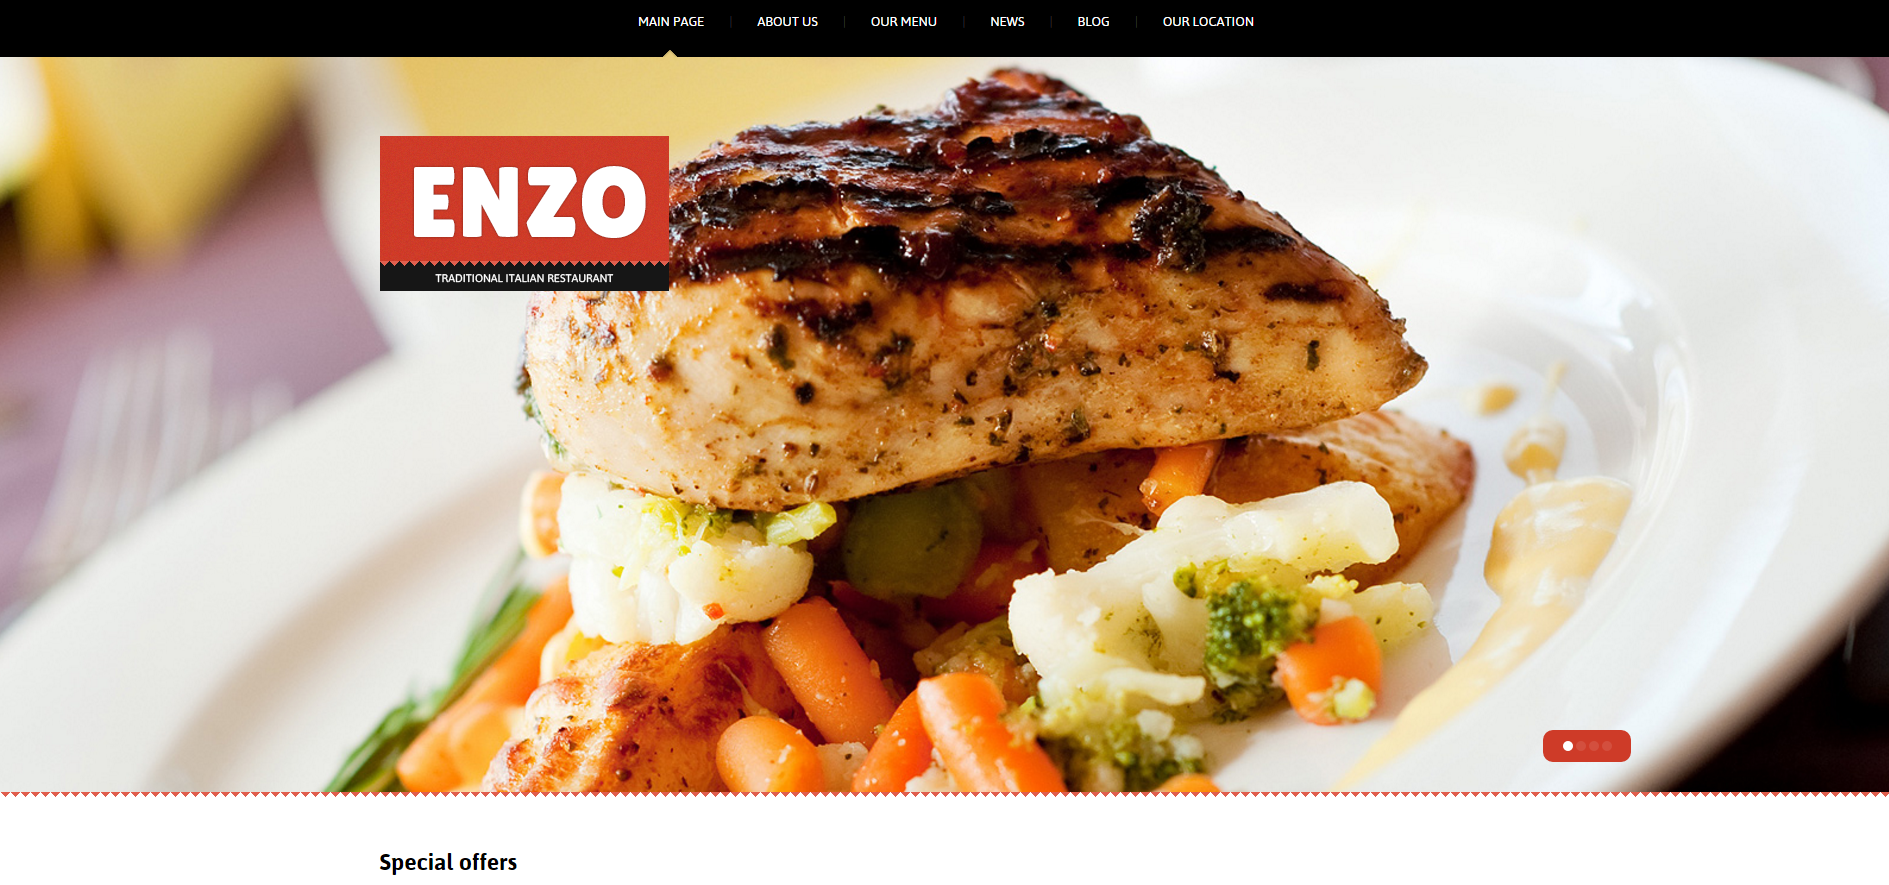 MAIN PAGE ABOUT US OUR MENU NEWS BLOG OUR LOCATION
ENZO
TRADITIONAL ITALIAN RESTAURANT
Special offers